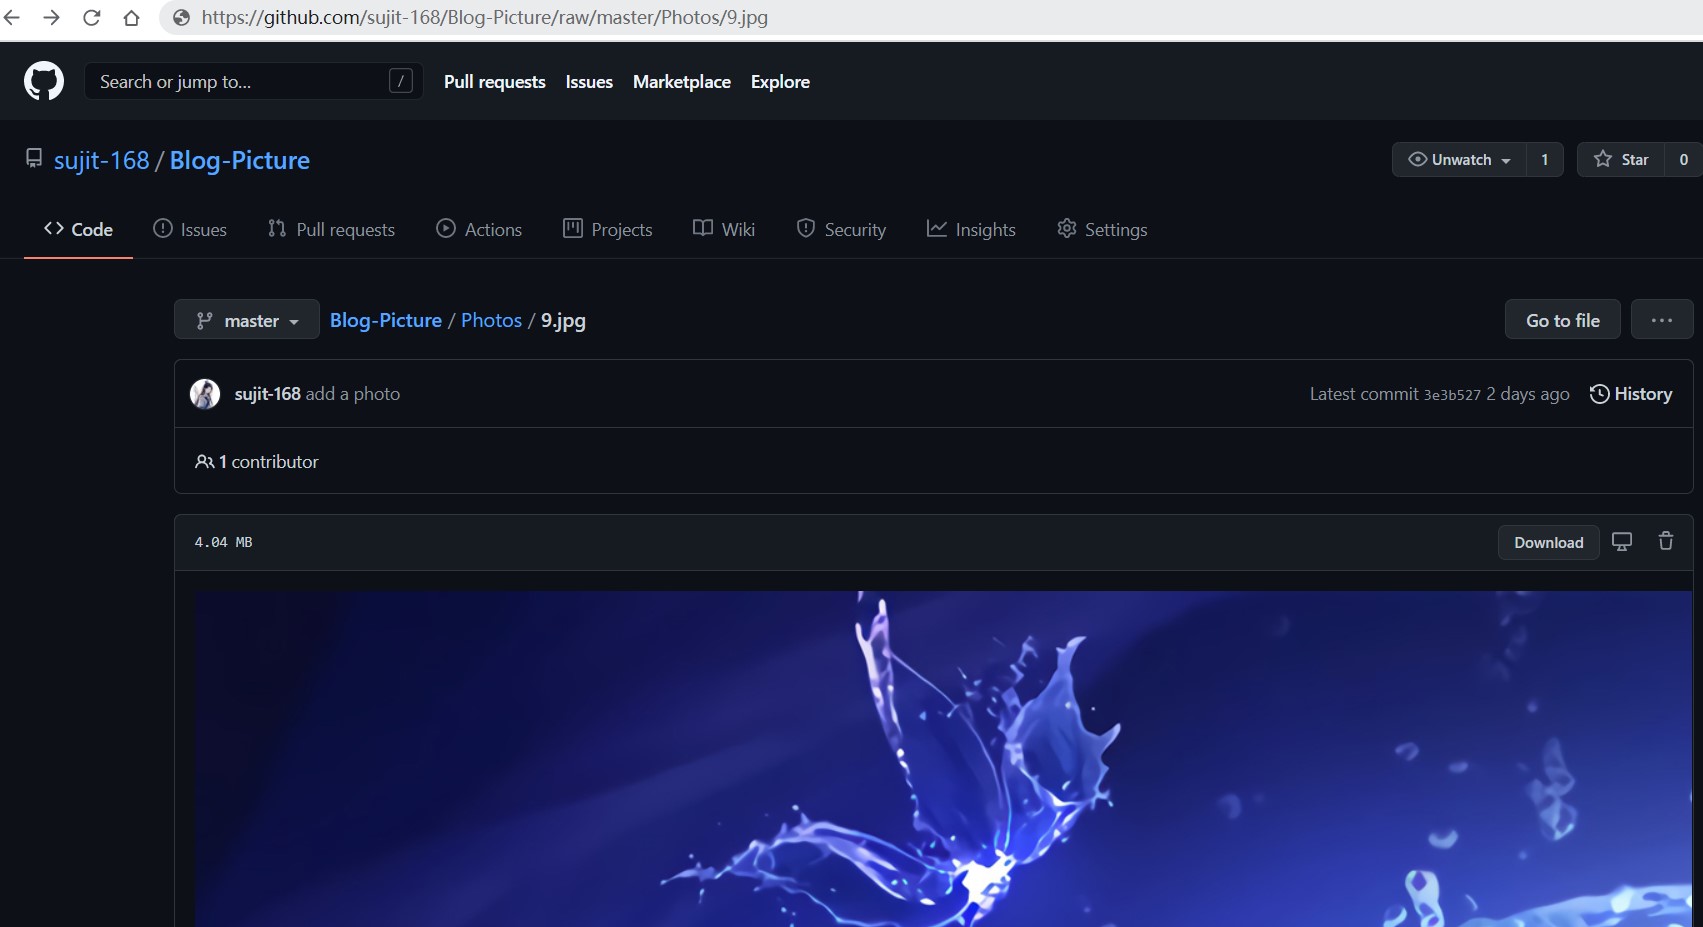 https://github.com/sujit-168/Blog-Picture/raw/master/Photos/9.jpg
Search or jump to... / Pull requests Issues Marketplace Explore
sujit-168 / Blog-Picture Unwatch 1 Star 0
Code Issues Pull requests Actions Projects Wiki Security Insights Settings
master Blog-Picture / Photos / 9.jpg Go to file ...
sujit-168 add a photo Latest commit 3e3b527 2 days ago History
1 contributor
4.04 MB Download